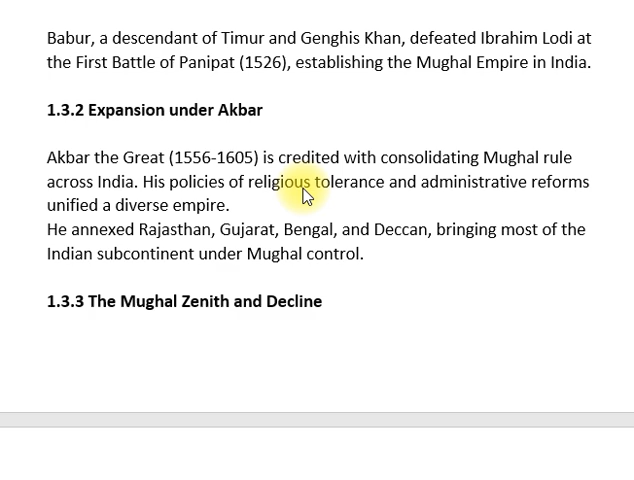 Babur, a descendant of Timur and Genghis Khan, defeated Ibrahim Lodi at
the First Battle of Panipat (1526), establishing the Mughal Empire in India.
1.3.2 Expansion under Akbar
Akbar the Great (1556-1605) is credited with consolidating Mughal rule
across India. His policies of religious tolerance and administrative reforms
unified a diverse empire.
He annexed Rajasthan, Gujarat, Bengal, and Deccan, bringing most of the
Indian subcontinent under Mughal control.
1.3.3 The Mughal Zenith and Decline